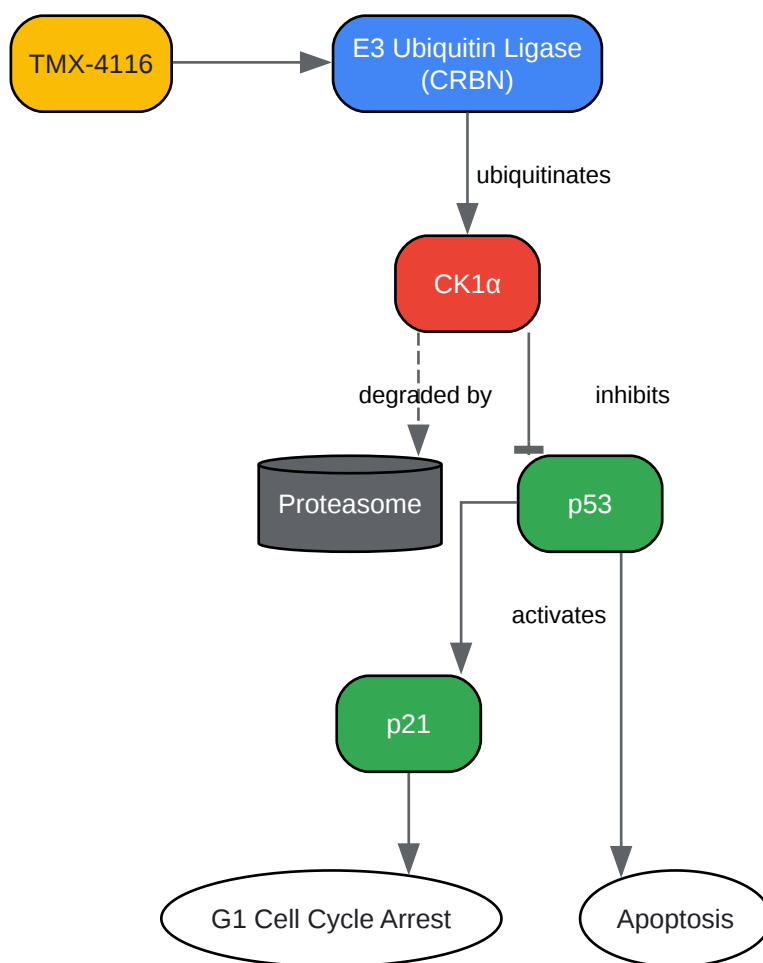 TMX-4116
E3 Ubiquitin Ligase
(CRBN)
ubiquitinates
CK1α
degraded by
inhibits
Proteasome
p53
activates
p21
G1 Cell Cycle Arrest
Apoptosis